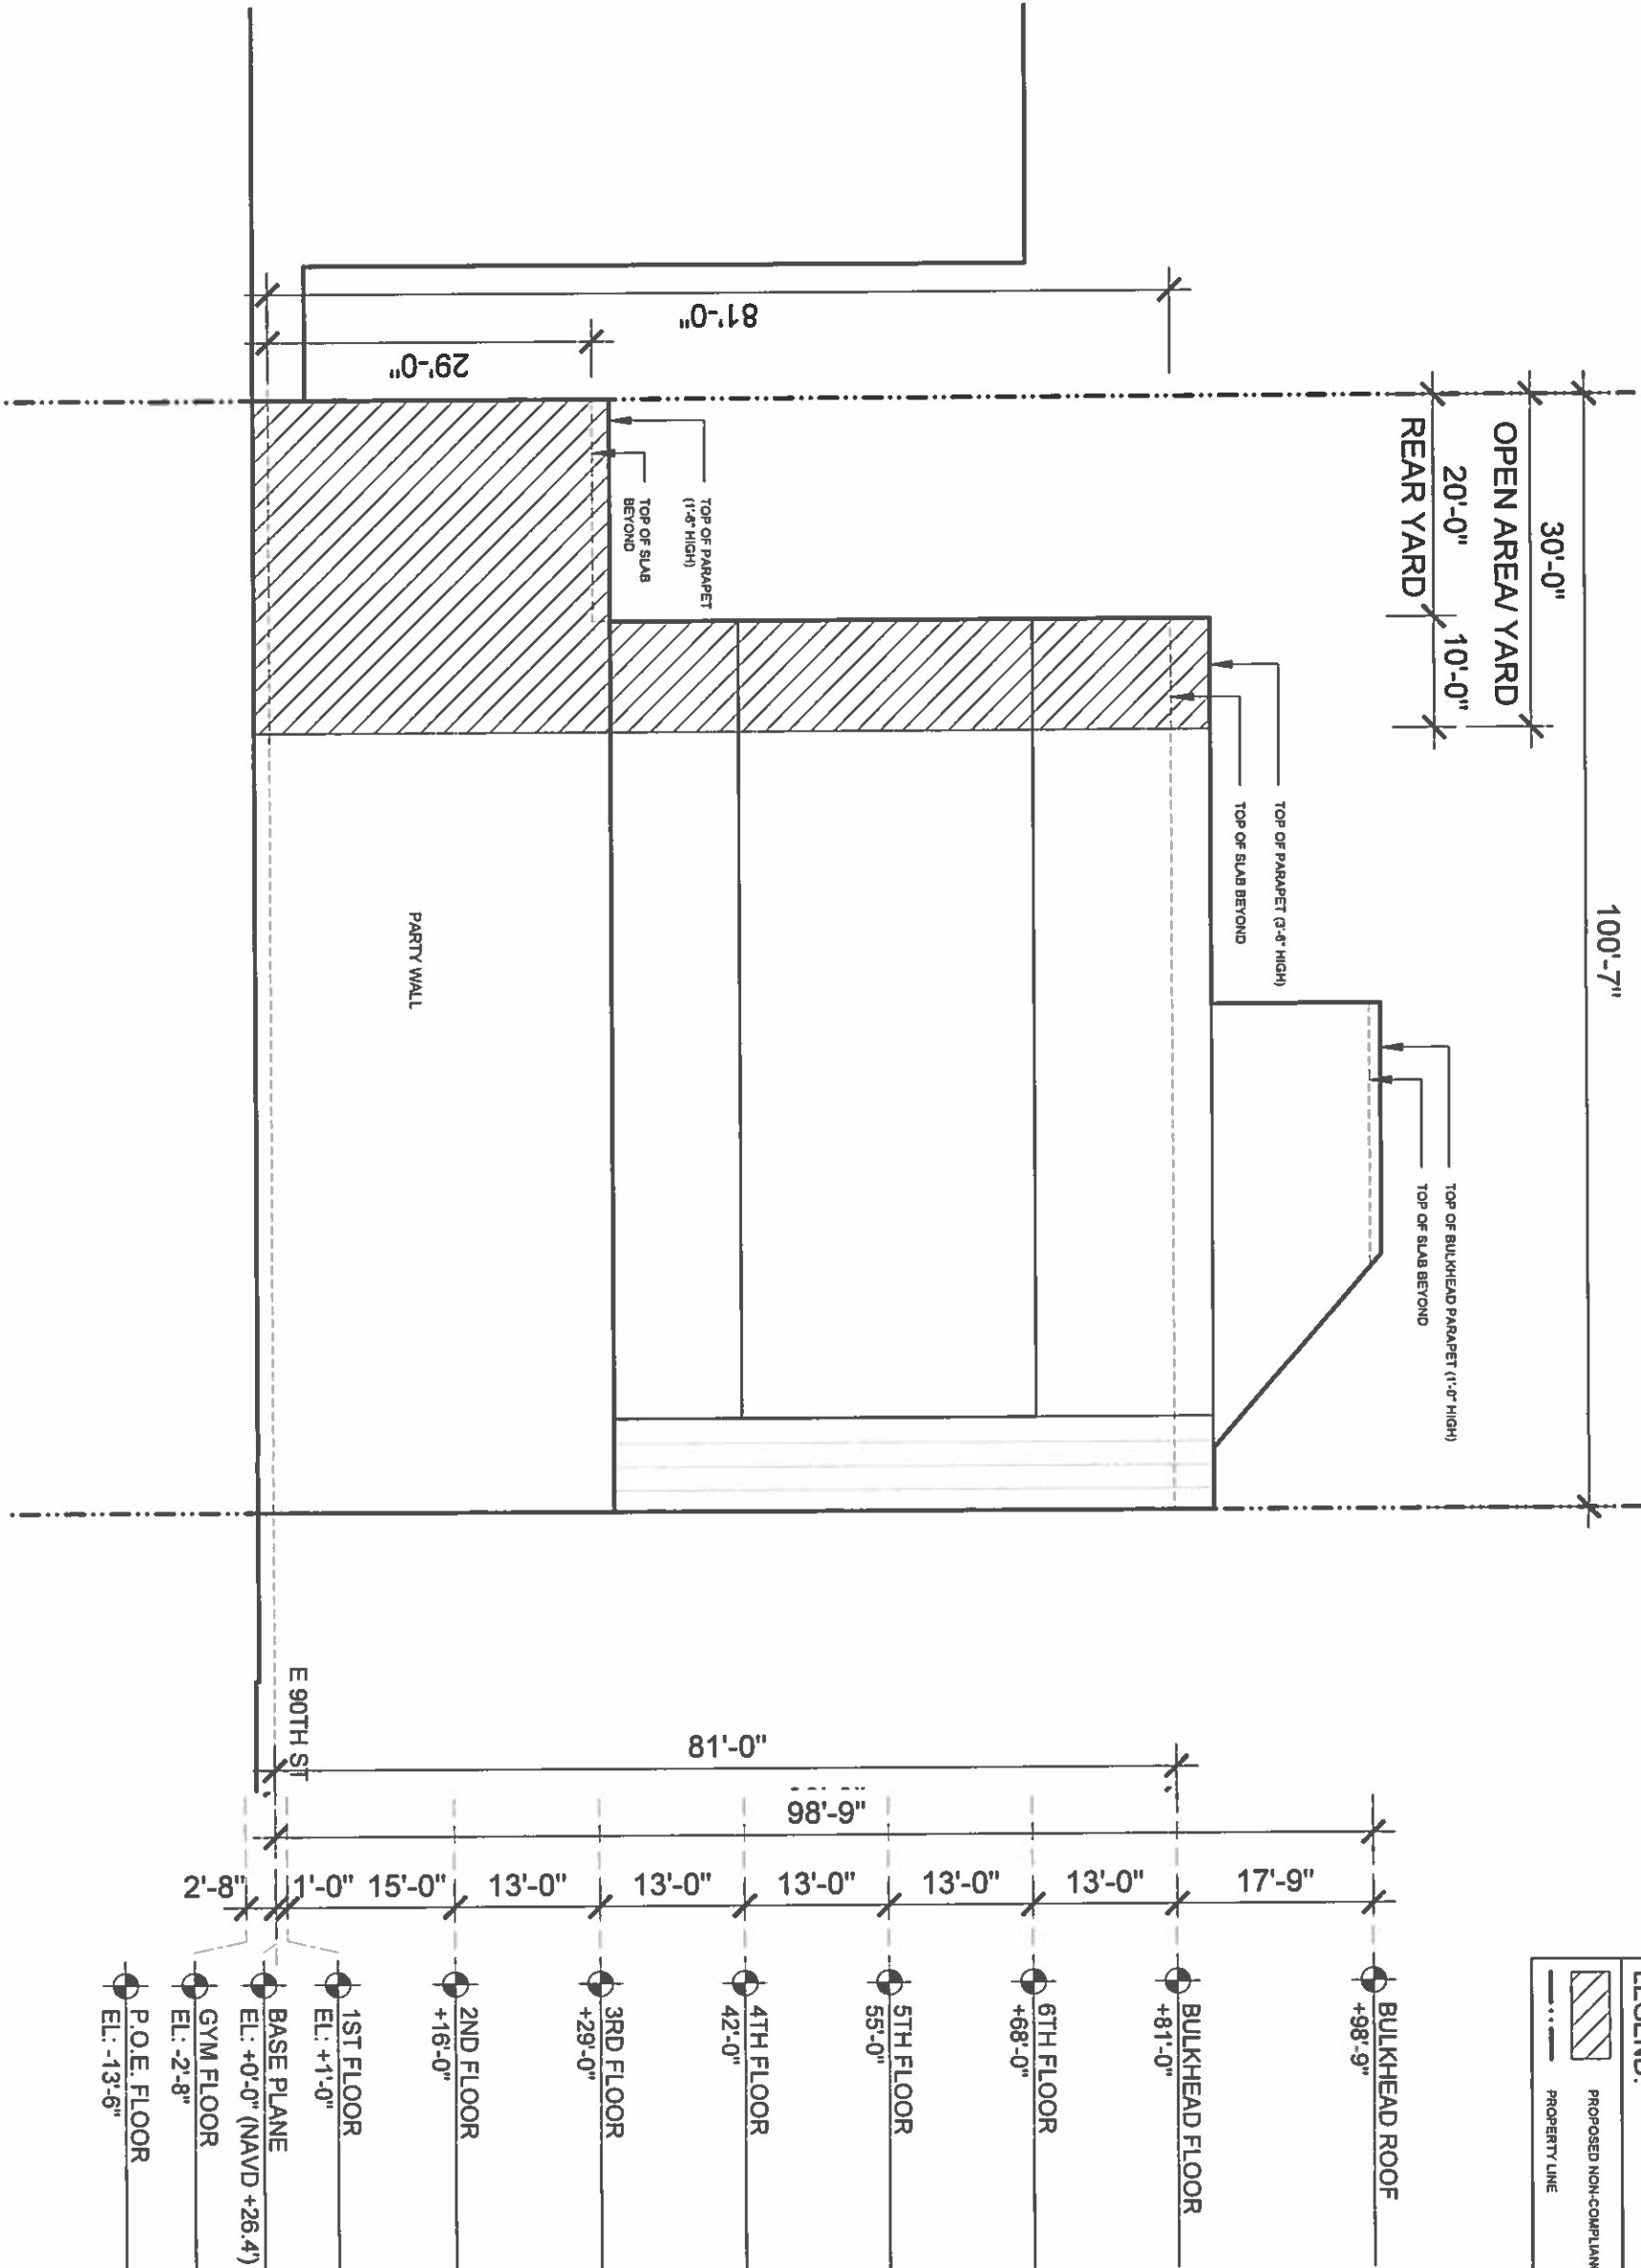 100'-7"
30'-0"
OPEN AREA/ YARD
20'-0"
10'-0"
REAR YARD
TOP OF BULKHEAD PARAPET (1'-0" HIGH)
TOP OF SLAB BEYOND
TOP OF PARAPET (3'-6" HIGH)
TOP OF SLAB BEYOND
TOP OF PARAPET
(1'-6" HIGH)
TOP OF SLAB
BEYOND
81'-0"
29'-0"
PARTY WALL
E 90TH ST
81'-0"
98'-9"
17'-9"
13'-0"
13'-0"
13'-0"
13'-0"
13'-0"
15'-0"
1'-0"
2'-8"
BULKHEAD ROOF
+98'-9"
BULKHEAD FLOOR
+81'-0"
6TH FLOOR
+68'-0"
5TH FLOOR
55'-0"
4TH FLOOR
42'-0"
3RD FLOOR
+29'-0"
2ND FLOOR
+16'-0"
1ST FLOOR
EL: +1'-0"
BASE PLANE
EL: +0'-0" (NAVD +26.4')
GYM FLOOR
EL: -2'-8"
P.O.E. FLOOR
EL: -13'-6"
LEGEND:
PROPOSED NON-COMPLIANC
PROPERTY LINE